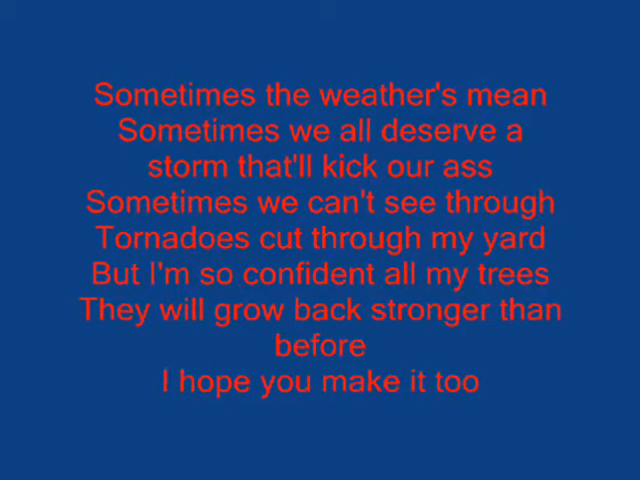 Sometimes the weather's mean
Sometimes we all deserve a
storm that'll kick our ass
Sometimes we can't see through
Tornadoes cut through my yard
But I'm so confident all my trees
They will grow back stronger than
before
I hope you make it too